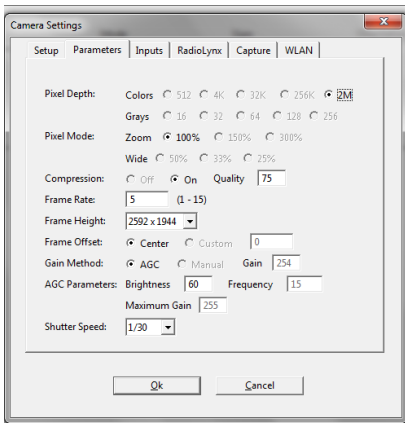 Camera Settings
Setup Parameters Inputs RadioLynx Capture WLAN
Pixel Depth: Colors 512 4K 32K 256K 2M
Grays 16 32 64 128 256
Pixel Mode: Zoom 100% 150% 300%
Wide 50% 33% 25%
Compression: Off On Quality 75
Frame Rate: 5 (1 - 15)
Frame Height: 2592 x 1944
Frame Offset: Center Custom 0
Gain Method: AGC Manual Gain 254
AGC Parameters: Brightness 60 Frequency 15
Maximum Gain 255
Shutter Speed: 1/30
Ok Cancel